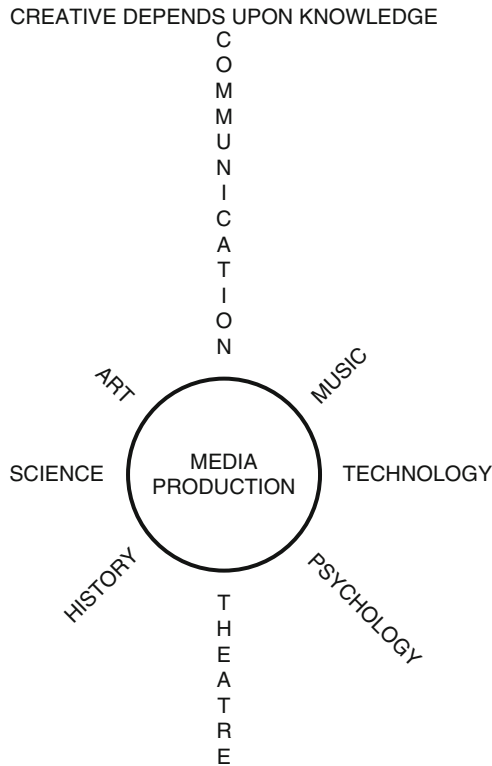 CREATIVE DEPENDS UPON KNOWLEDGE
COMMUNICATION
ART
MUSIC
SCIENCE
MEDIA
PRODUCTION
TECHNOLOGY
HISTORY
PSYCHOLOGY
THEATRE